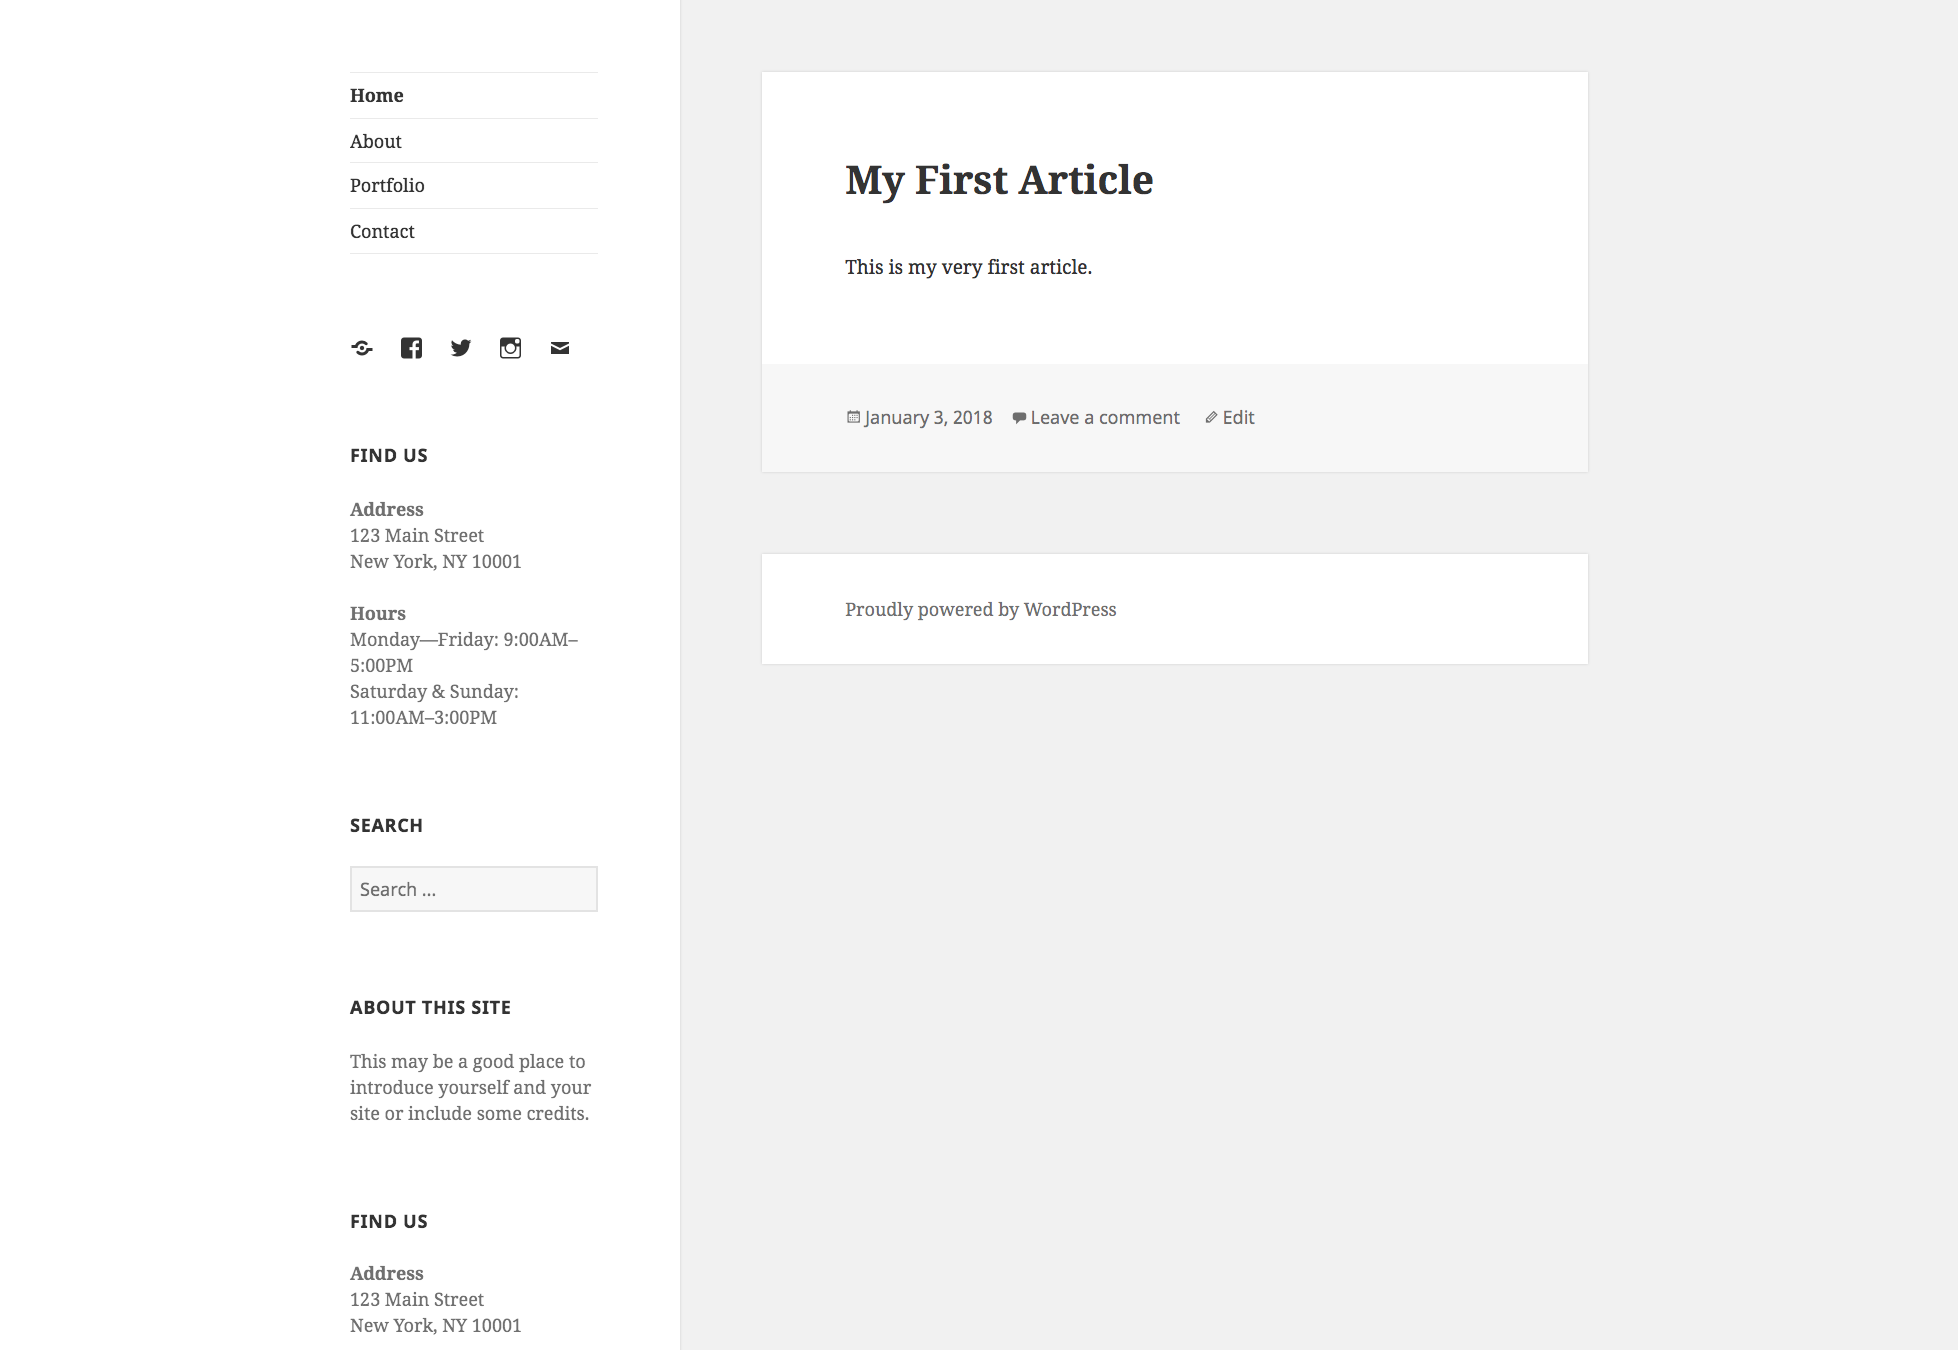 Home
About
Portfolio
Contact
FIND US
Address
123 Main Street
New York, NY 10001
Hours
Monday—Friday: 9:00AM–
5:00PM
Saturday & Sunday:
11:00AM–3:00PM
SEARCH
Search ...
ABOUT THIS SITE
This may be a good place to
introduce yourself and your
site or include some credits.
FIND US
Address
123 Main Street
New York, NY 10001
My First Article
This is my very first article.
January 3, 2018 Leave a comment Edit
Proudly powered by WordPress